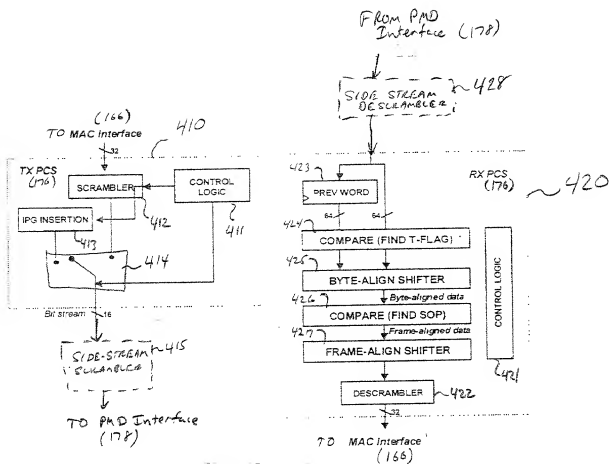 (166)
TO MAC Interface
410
32
TX PCS
(176)
SCRAMBLER
CONTROL
LOGIC
412
411
IPG INSERTION
413
414
Bit stream
16
SIDE-STREAM
SCRAMBLER
415
TO PMD Interface
(178)
FROM PMD
Interface (178)
SIDE STREAM
DESCRAMBLER
428
423
RX PCS
(176)
420
PREV WORD
64
64
424
COMPARE (FIND T-FLAG)
425
BYTE-ALIGN SHIFTER
426
Byte-aligned data
COMPARE (FIND SOP)
427
Frame-aligned data
FRAME-ALIGN SHIFTER
CONTROL LOGIC
421
DESCRAMBLER
422
32
TO MAC Interface
(166)